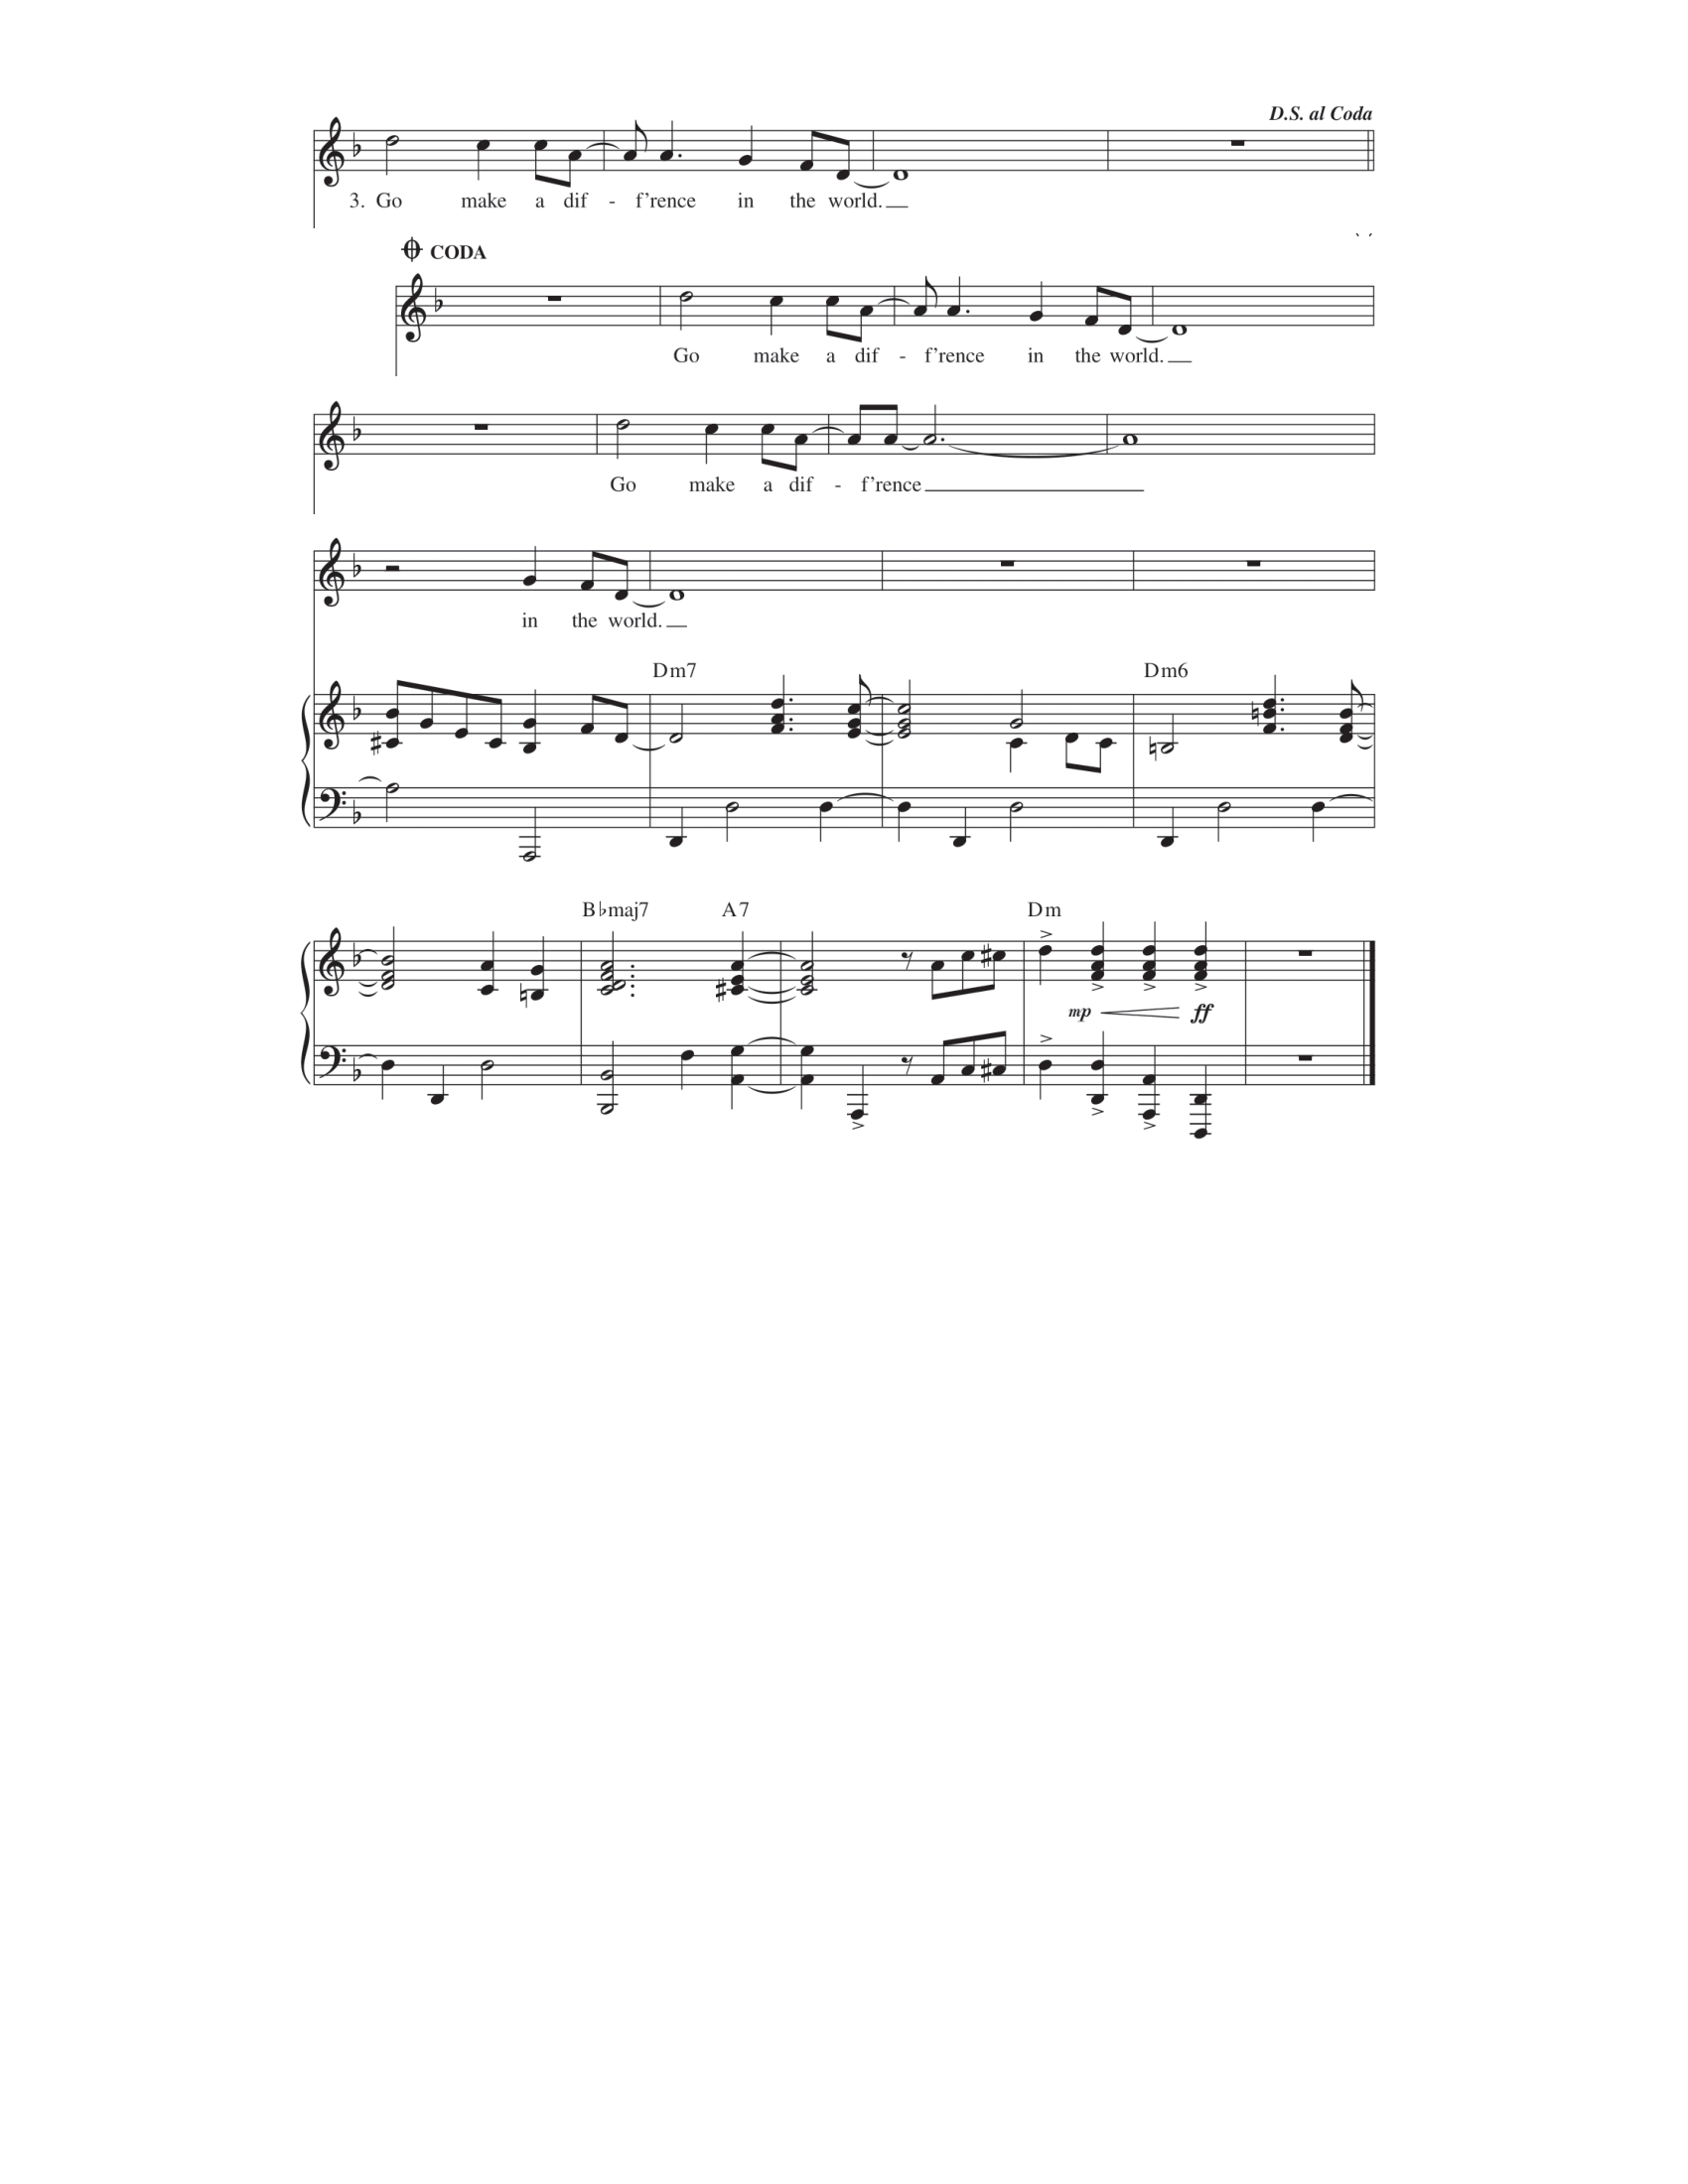 D.S. al Coda
3. Go make a dif - f'rence in the world.
CODA
Go make a dif - f'rence in the world.
Go make a dif - f'rence
in the world.
Dm7 Dm6
B♭maj7 A7 Dm
mp ff